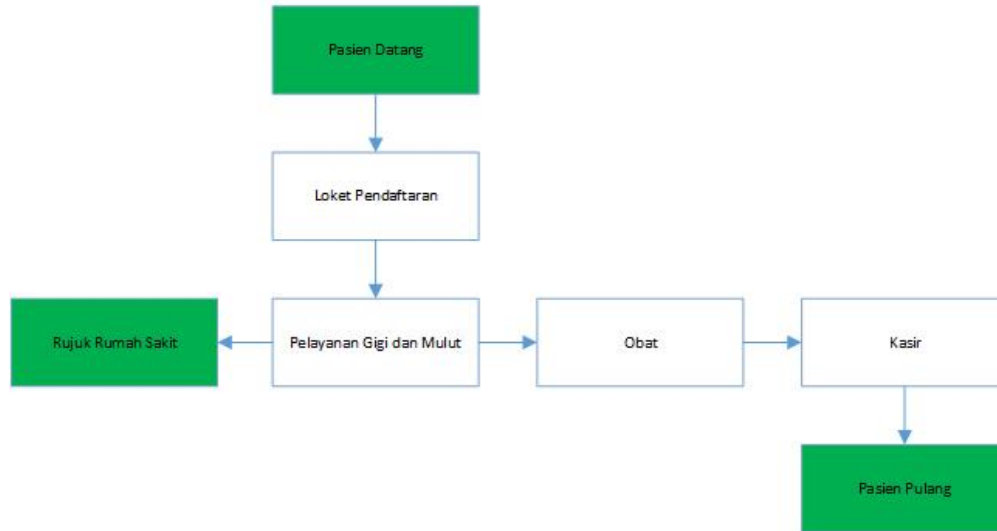 Pasien Datang
Loket Pendaftaran
Rujuk Rumah Sakit
Pelayanan Gigi dan Mulut
Obat
Kasir
Pasien Pulang